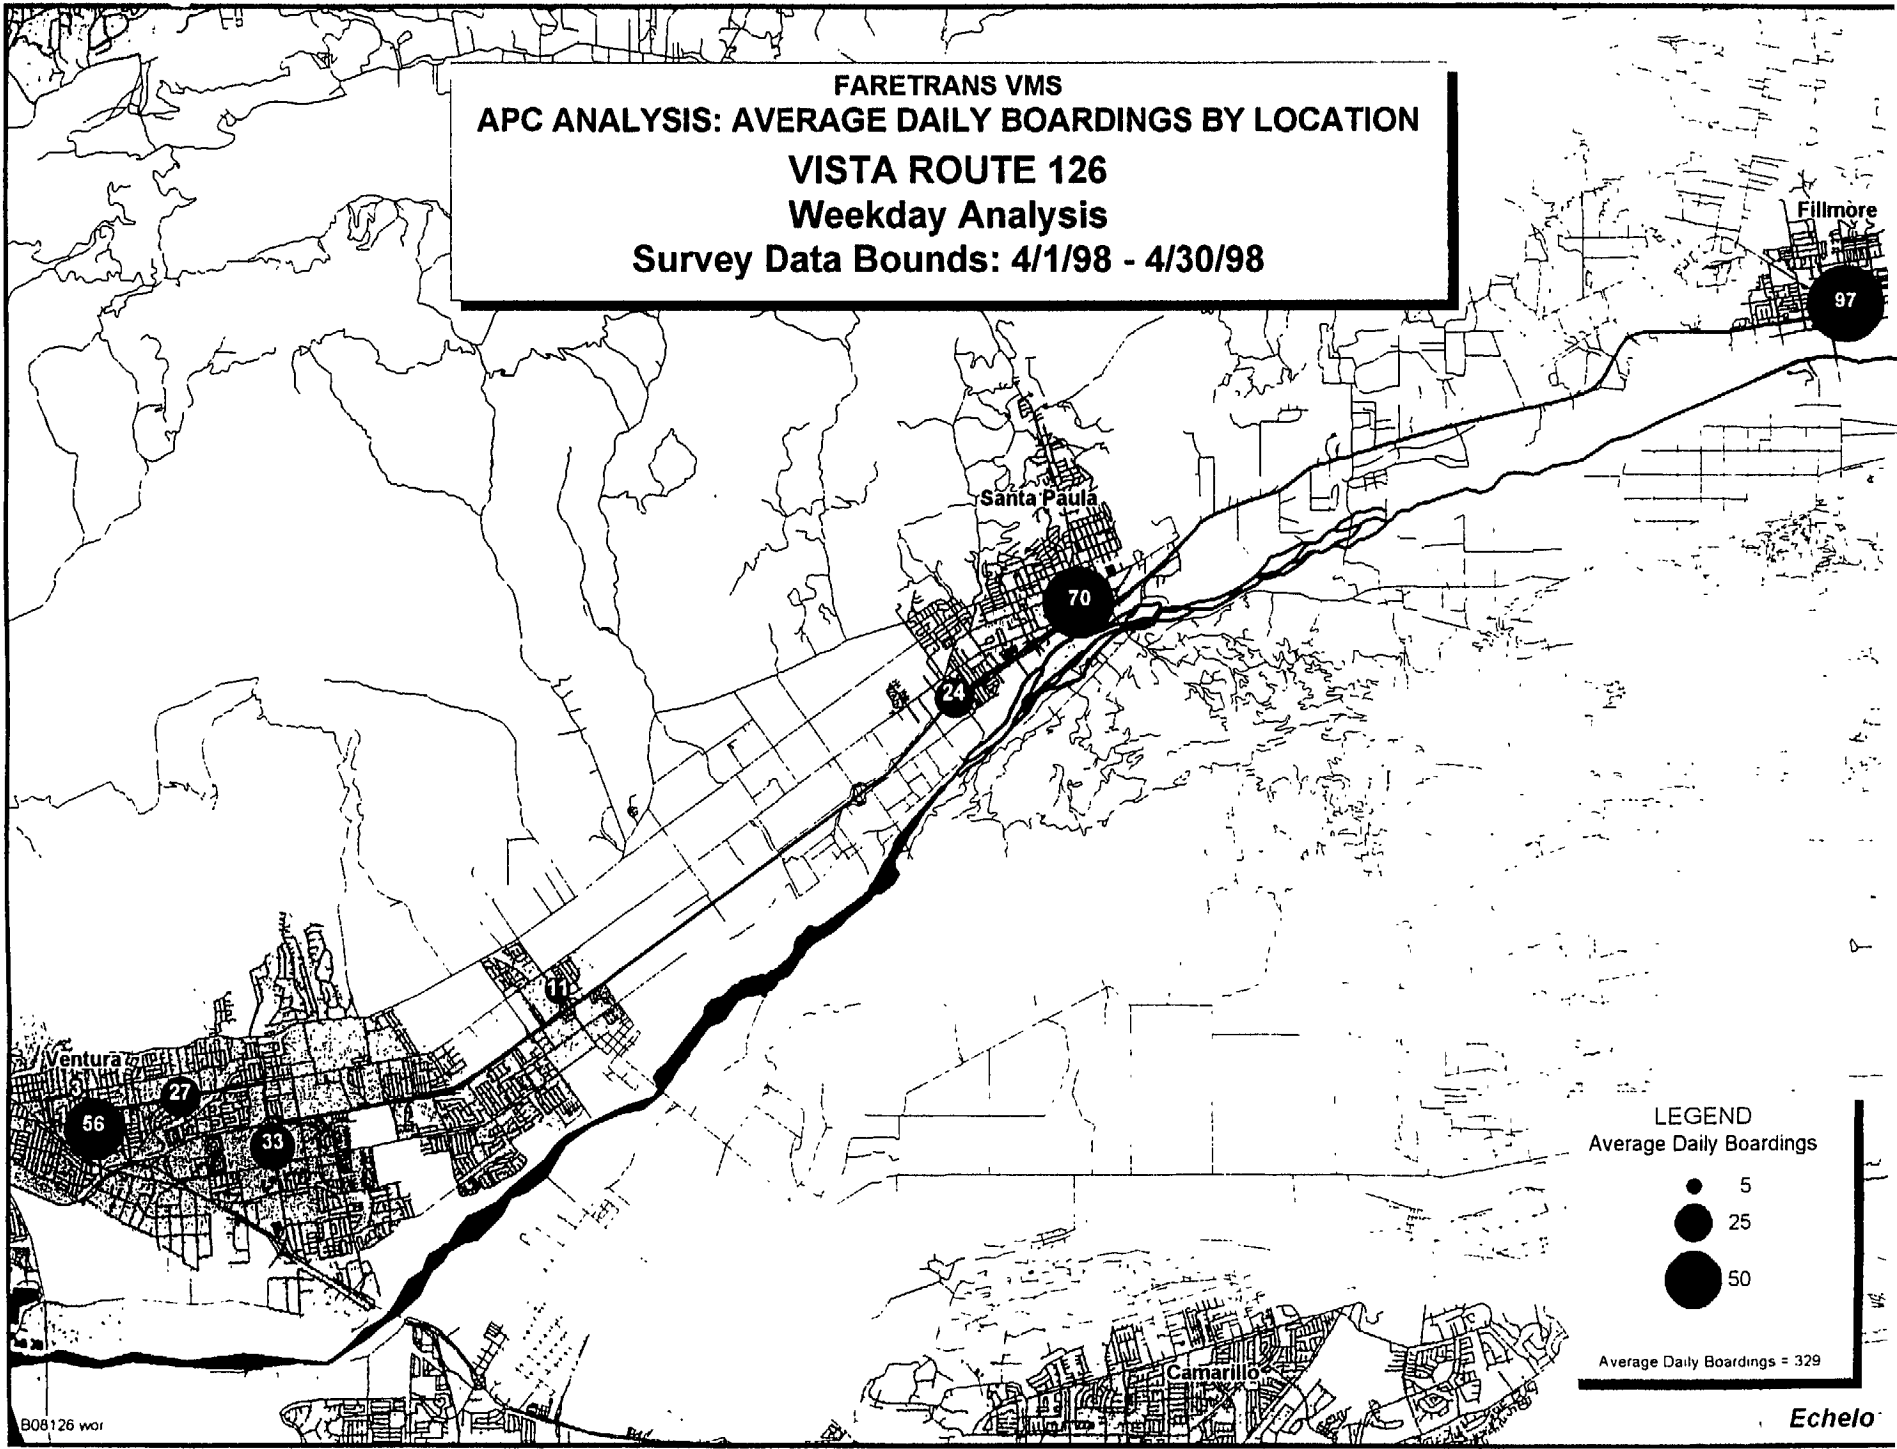 FARETRANS VMS
APC ANALYSIS: AVERAGE DAILY BOARDINGS BY LOCATION
VISTA ROUTE 126
Weekday Analysis
Survey Data Bounds: 4/1/98 - 4/30/98
Fillmore
97
Santa Paula
70
24
11
Ventura
27
56
33
LEGEND
Average Daily Boardings
5
25
50
Average Daily Boardings = 329
Camarillo
B08126 wor
Echelo